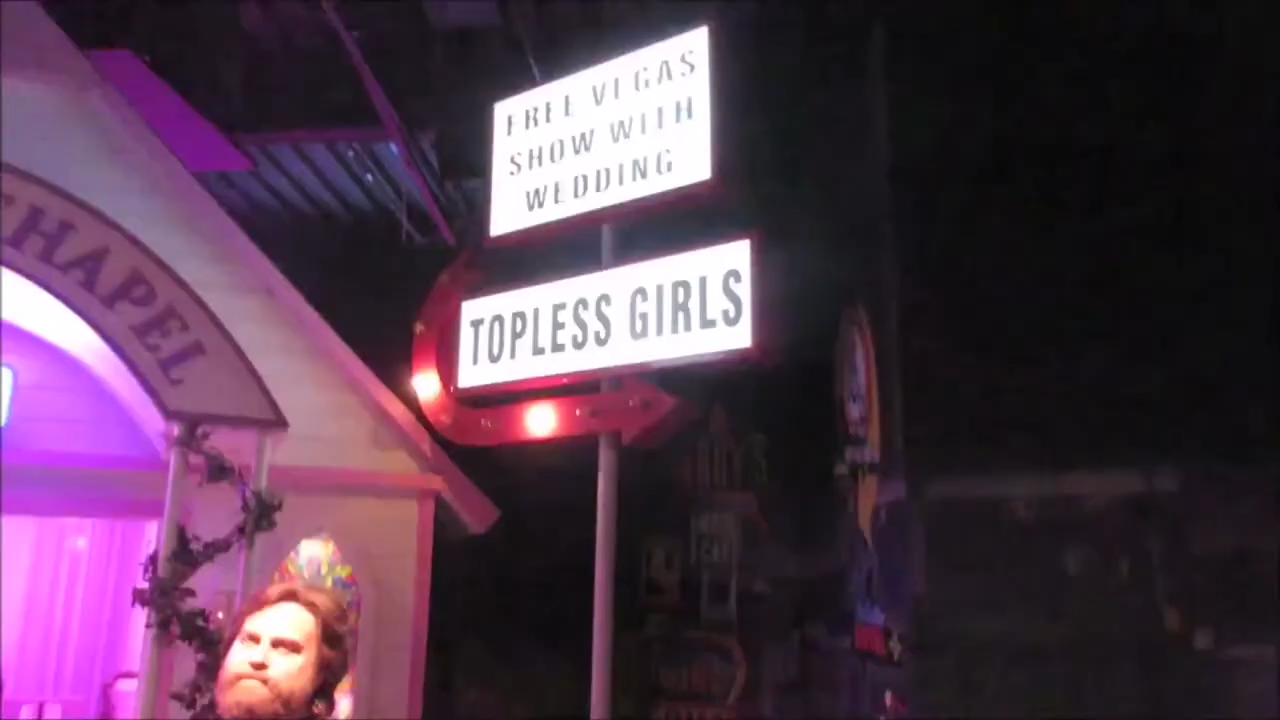 FREE VEGAS
SHOW WITH
WEDDING
TOPLESS GIRLS
CHAPEL